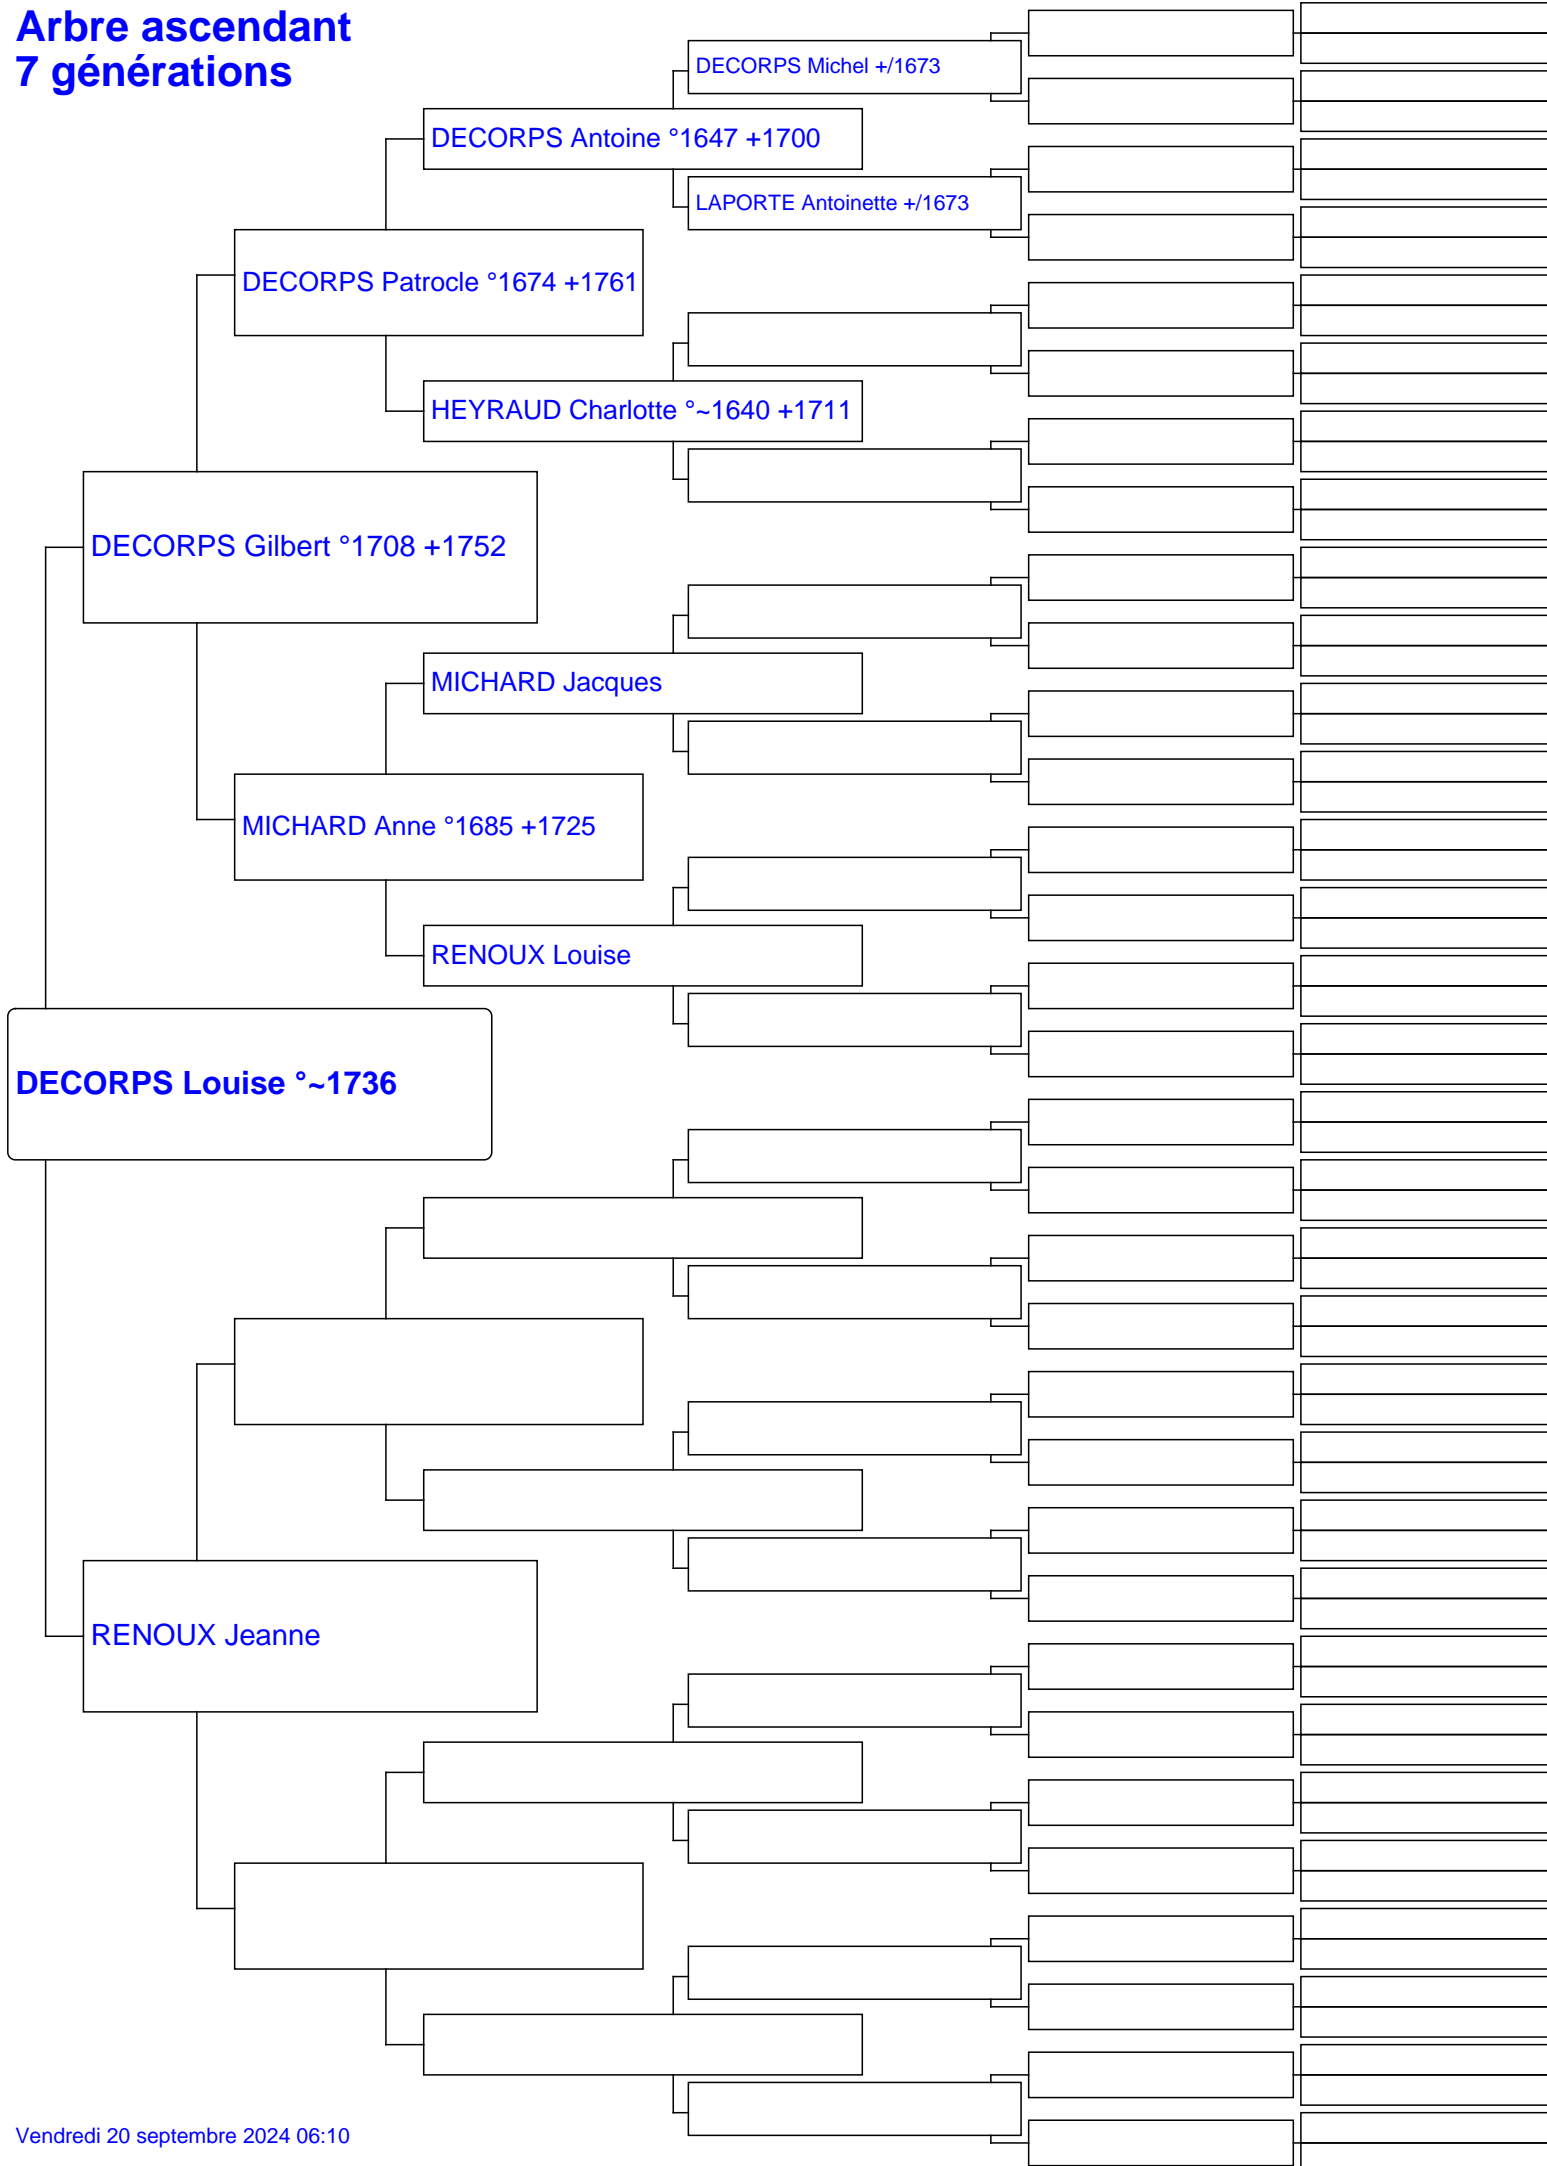 Arbre ascendant
7 générations
DECORPS Michel +/1673
DECORPS Antoine °1647 +1700
LAPORTE Antoinette +/1673
DECORPS Patrocle °1674 +1761
HEYRAUD Charlotte °~1640 +1711
DECORPS Gilbert °1708 +1752
MICHARD Jacques
MICHARD Anne °1685 +1725
RENOUX Louise
DECORPS Louise °~1736
RENOUX Jeanne
Vendredi 20 septembre 2024 06:10